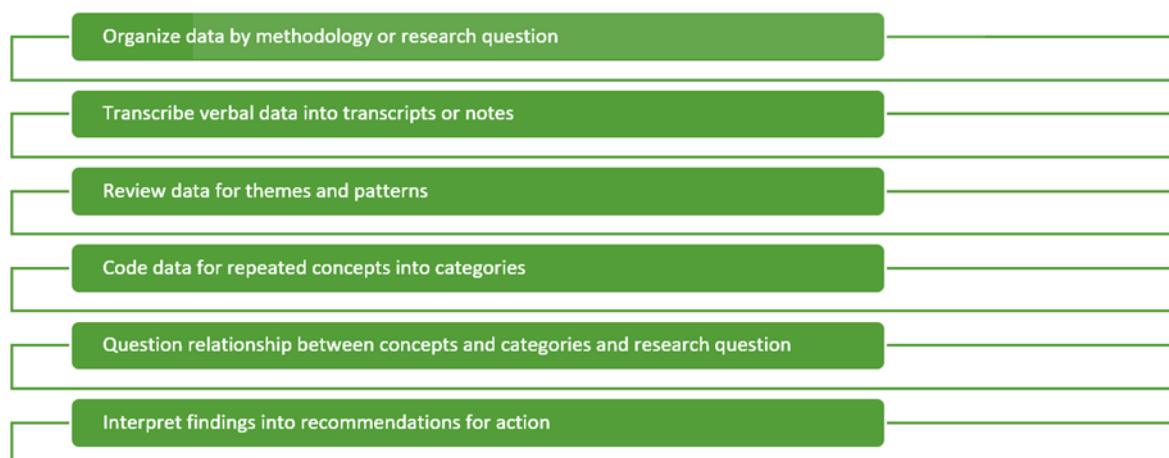 Organize data by methodology or research question
Transcribe verbal data into transcripts or notes
Review data for themes and patterns
Code data for repeated concepts into categories
Question relationship between concepts and categories and research question
Interpret findings into recommendations for action